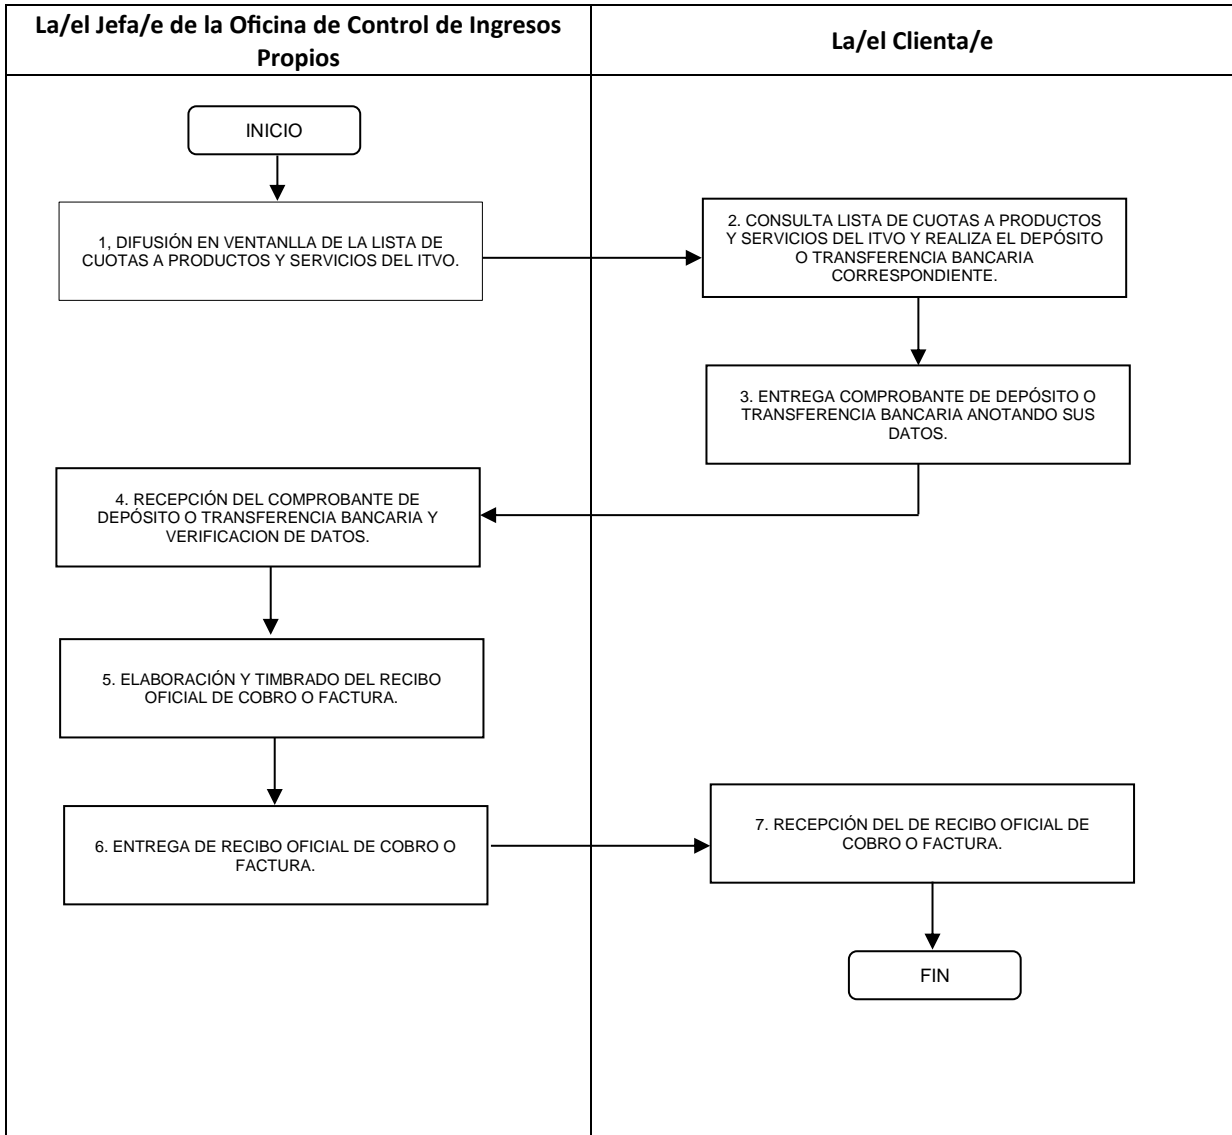 La/el Jefa/e de la Oficina de Control de Ingresos
Propios
La/el Clienta/e
INICIO
1, DIFUSIÓN EN VENTANLLA DE LA LISTA DE
CUOTAS A PRODUCTOS Y SERVICIOS DEL ITVO.
2. CONSULTA LISTA DE CUOTAS A PRODUCTOS
Y SERVICIOS DEL ITVO Y REALIZA EL DEPÓSITO
O TRANSFERENCIA BANCARIA
CORRESPONDIENTE.
3. ENTREGA COMPROBANTE DE DEPÓSITO O
TRANSFERENCIA BANCARIA ANOTANDO SUS
DATOS.
4. RECEPCIÓN DEL COMPROBANTE DE
DEPÓSITO O TRANSFERENCIA BANCARIA Y
VERIFICACION DE DATOS.
5. ELABORACIÓN Y TIMBRADO DEL RECIBO
OFICIAL DE COBRO O FACTURA.
6. ENTREGA DE RECIBO OFICIAL DE COBRO O
FACTURA.
7. RECEPCIÓN DEL DE RECIBO OFICIAL DE
COBRO O FACTURA.
FIN